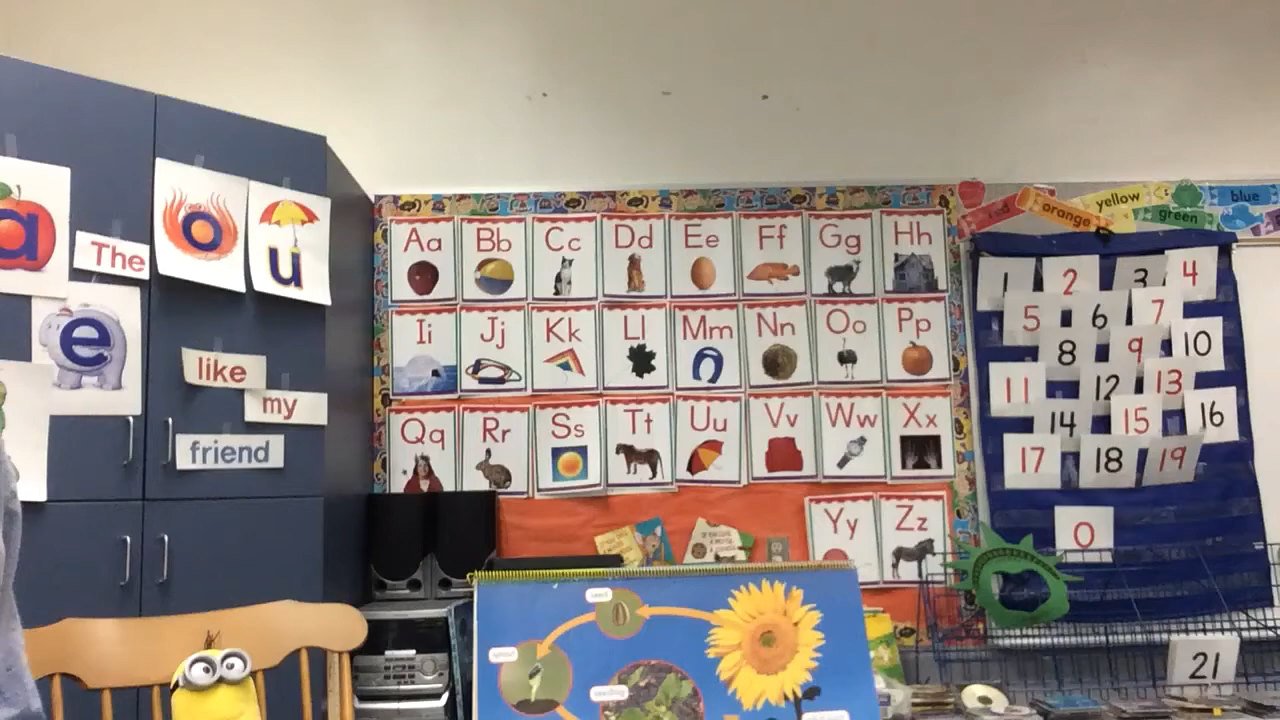 a
The
o
u
e
like
my
friend
Aa Bb Cc Dd Ee Ff Gg Hh
Ii Jj Kk Ll Mm Nn Oo Pp
Qq Rr Ss Tt Uu Vv Ww Xx
Yy Zz
red orange yellow green blue
1 2 3 4
5 6 7
8 9 10
11 12 13
14 15 16
17 18 19
0
21
seed
sprout
seedling